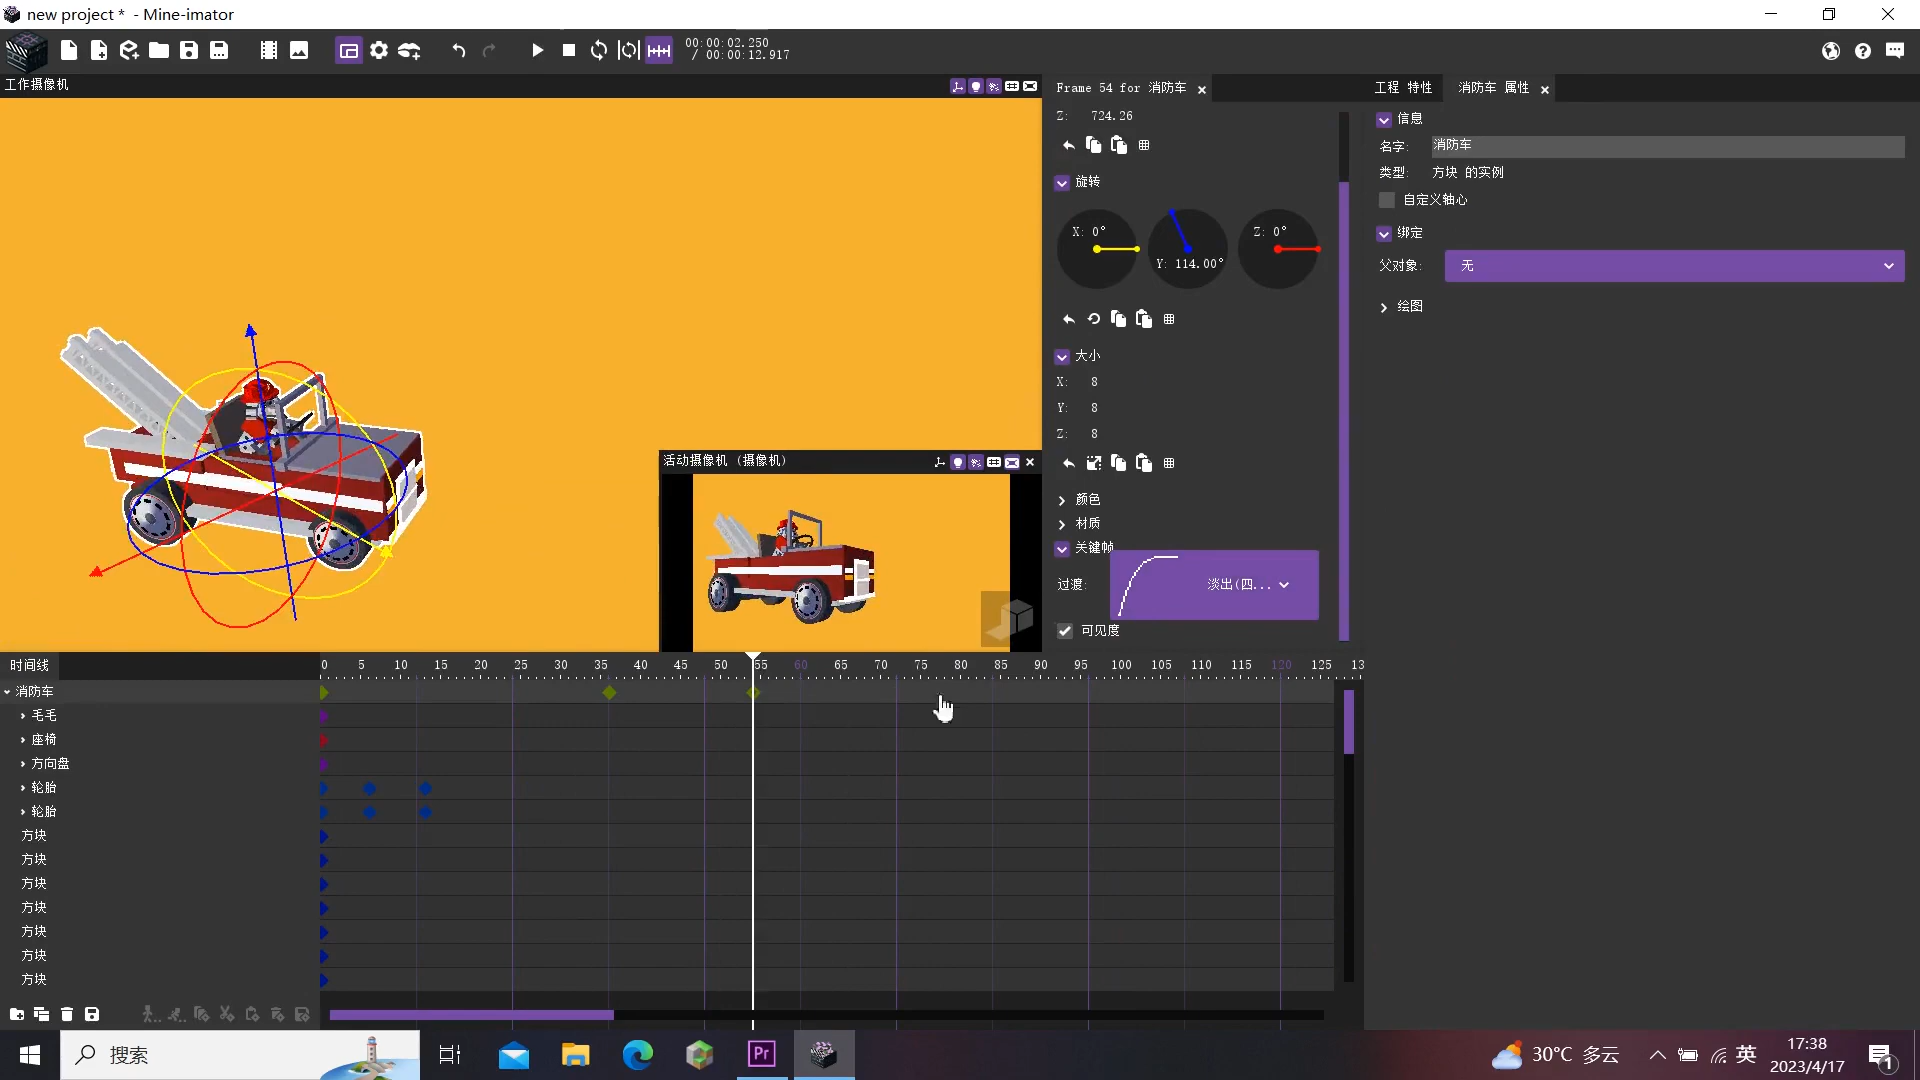 new project * - Mine-imator
00:00:02.250
/ 00:00:12.917
工作摄像机
Frame 54 for 消防车
工程 特性
消防车 属性
Z: 724.26
信息
名字: 消防车
类型: 方块 的实例
自定义轴心
旋转
X: 0°
Y: 114.00°
Z: 0°
绑定
父对象: 无
绘图
大小
X: 8
Y: 8
Z: 8
活动摄像机 (摄像机)
颜色
材质
关键帧
过渡: 淡出(四...
可见度
时间线
0 5 10 15 20 25 30 35 40 45 50 55 60 65 70 75 80 85 90 95 100 105 110 115 120 125 13
消防车
毛毛
座椅
方向盘
轮胎
轮胎
方块
方块
方块
方块
方块
方块
方块
搜索
Pr
30°C 多云
英
17:38
2023/4/17
1